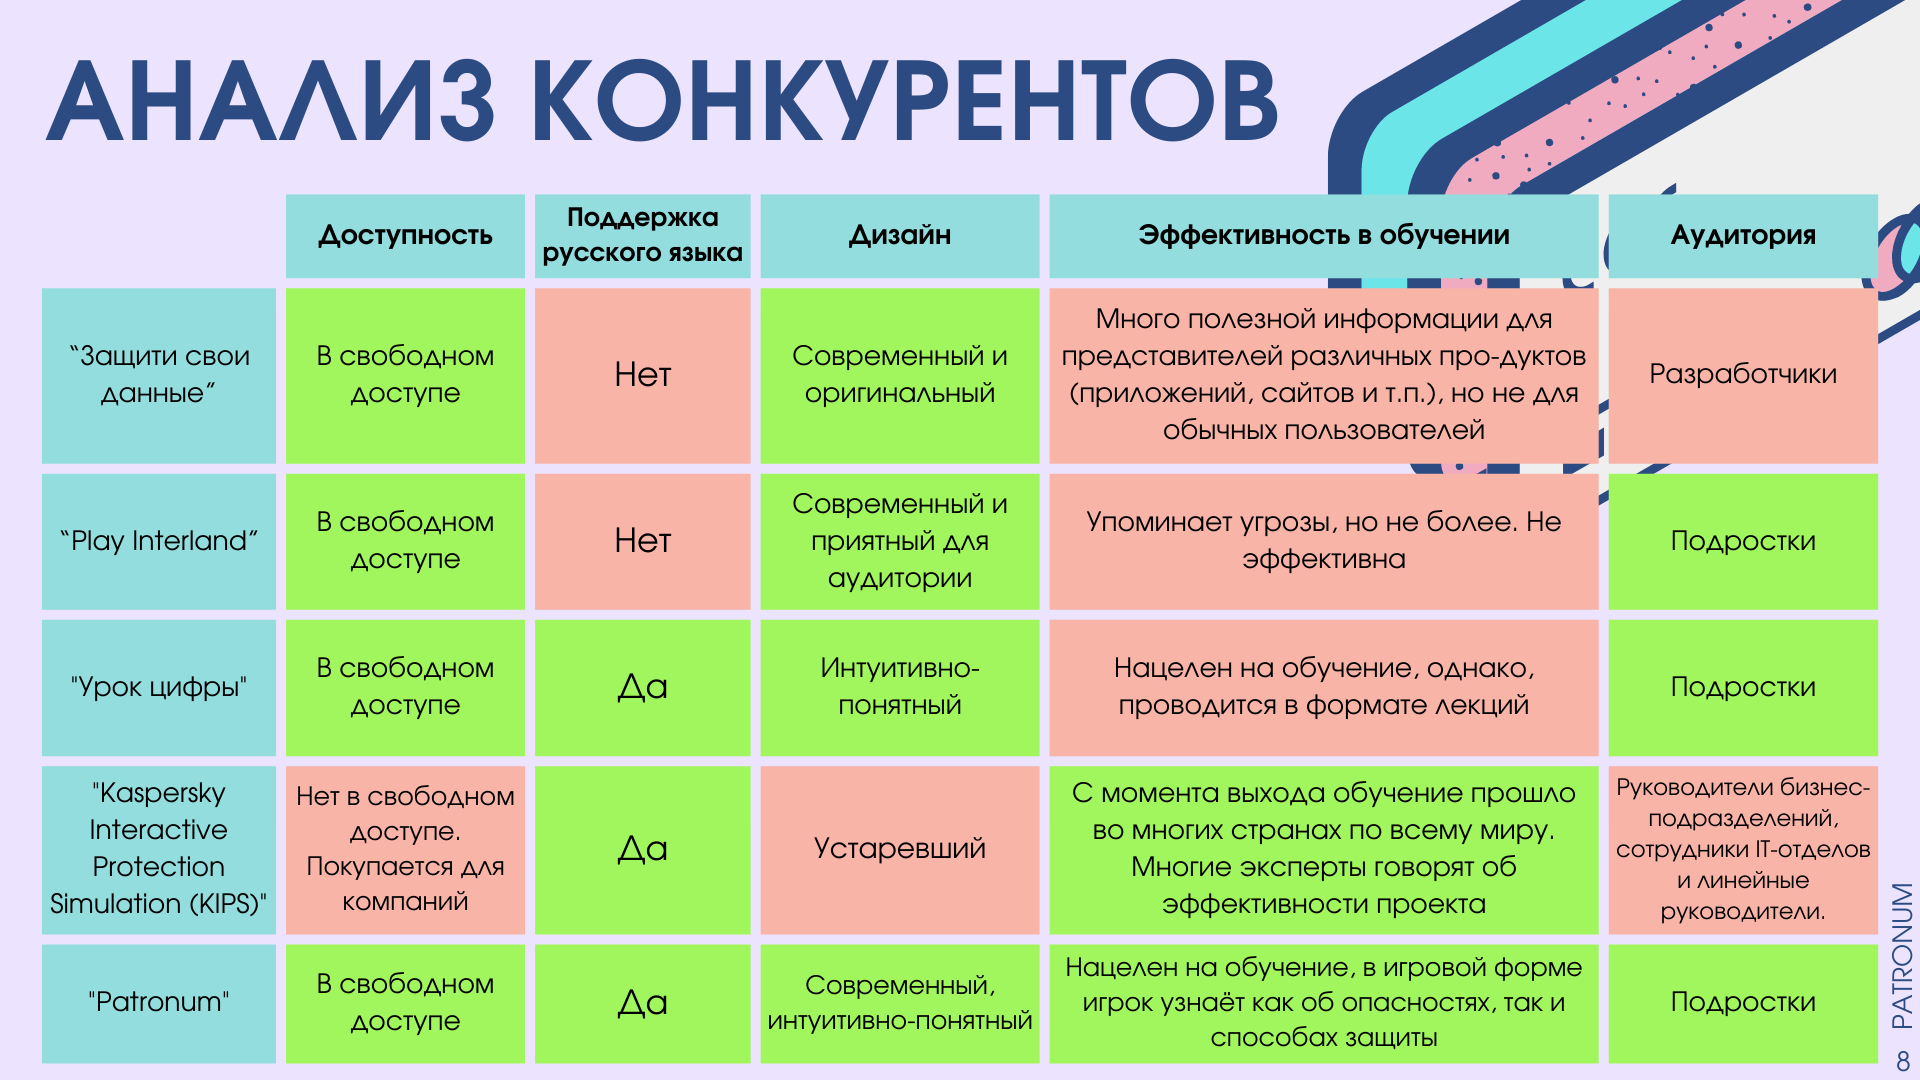 АНАЛИЗ КОНКУРЕНТОВ
Доступность
Поддержка
русского языка
Дизайн
Эффективность в обучении
Аудитория
“Защити свои
данные”
В свободном
доступе
Нет
Современный и
оригинальный
Много полезной информации для
представителей различных про-дуктов
(приложений, сайтов и т.п.), но не для
обычных пользователей
Разработчики
“Play Interland”
В свободном
доступе
Нет
Современный и
приятный для
аудитории
Упоминает угрозы, но не более. Не
эффективна
Подростки
"Урок цифры"
В свободном
доступе
Да
Интуитивно-
понятный
Нацелен на обучение, однако,
проводится в формате лекций
Подростки
"Kaspersky
Interactive
Protection
Simulation (KIPS)"
Нет в свободном
доступе.
Покупается для
компаний
Да
Устаревший
С момента выхода обучение прошло
во многих странах по всему миру.
Многие эксперты говорят об
эффективности проекта
Руководители бизнес-
подразделений,
сотрудники IT-отделов
и линейные
руководители.
"Patronum"
В свободном
доступе
Да
Современный,
интуитивно-понятный
Нацелен на обучение, в игровой форме
игрок узнаёт как об опасностях, так и
способах защиты
Подростки
8 PATRONUM